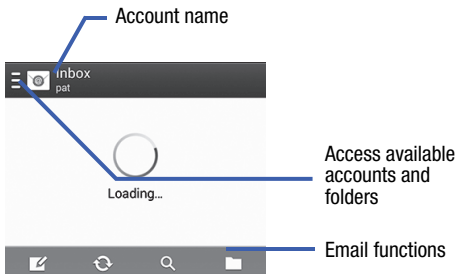 Account name
Inbox
pat
Loading...
Access available
accounts and
folders
Email functions